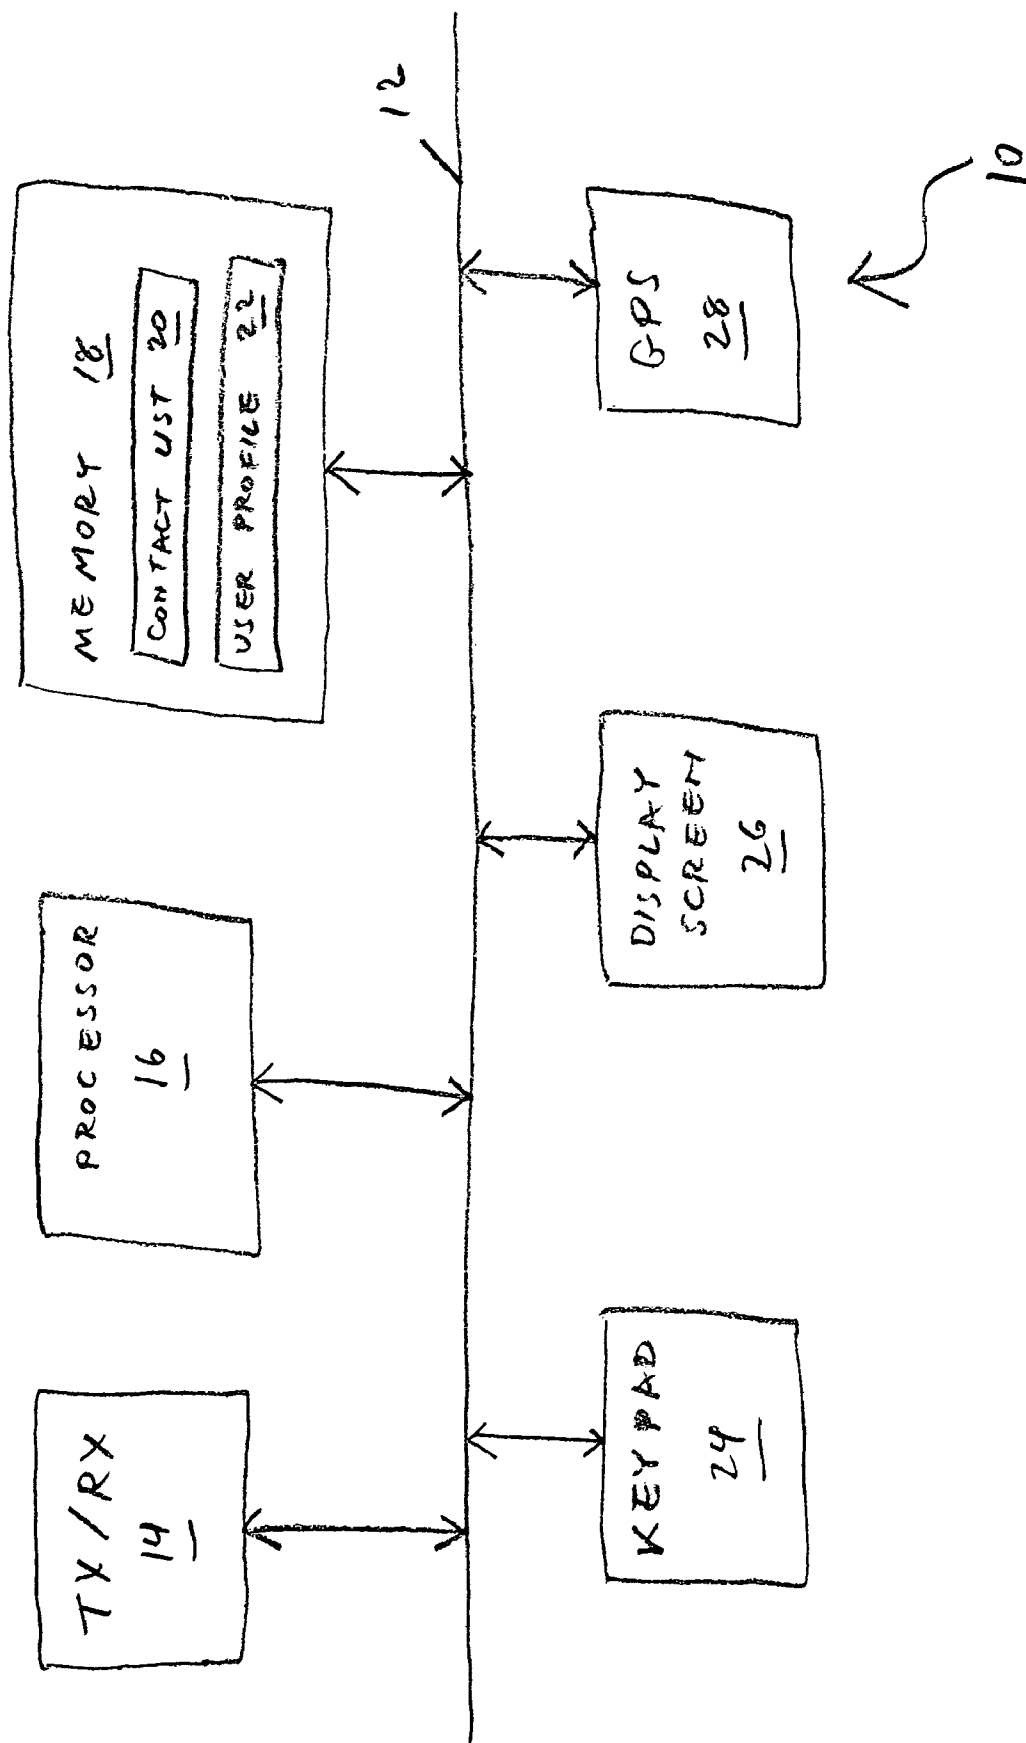 TX/RX
14
PROCESSOR
16
MEMORY 18
CONTACT LIST 20
USER PROFILE 22
12
KEYPAD
24
DISPLAY
SCREEN
26
GPS
28
10